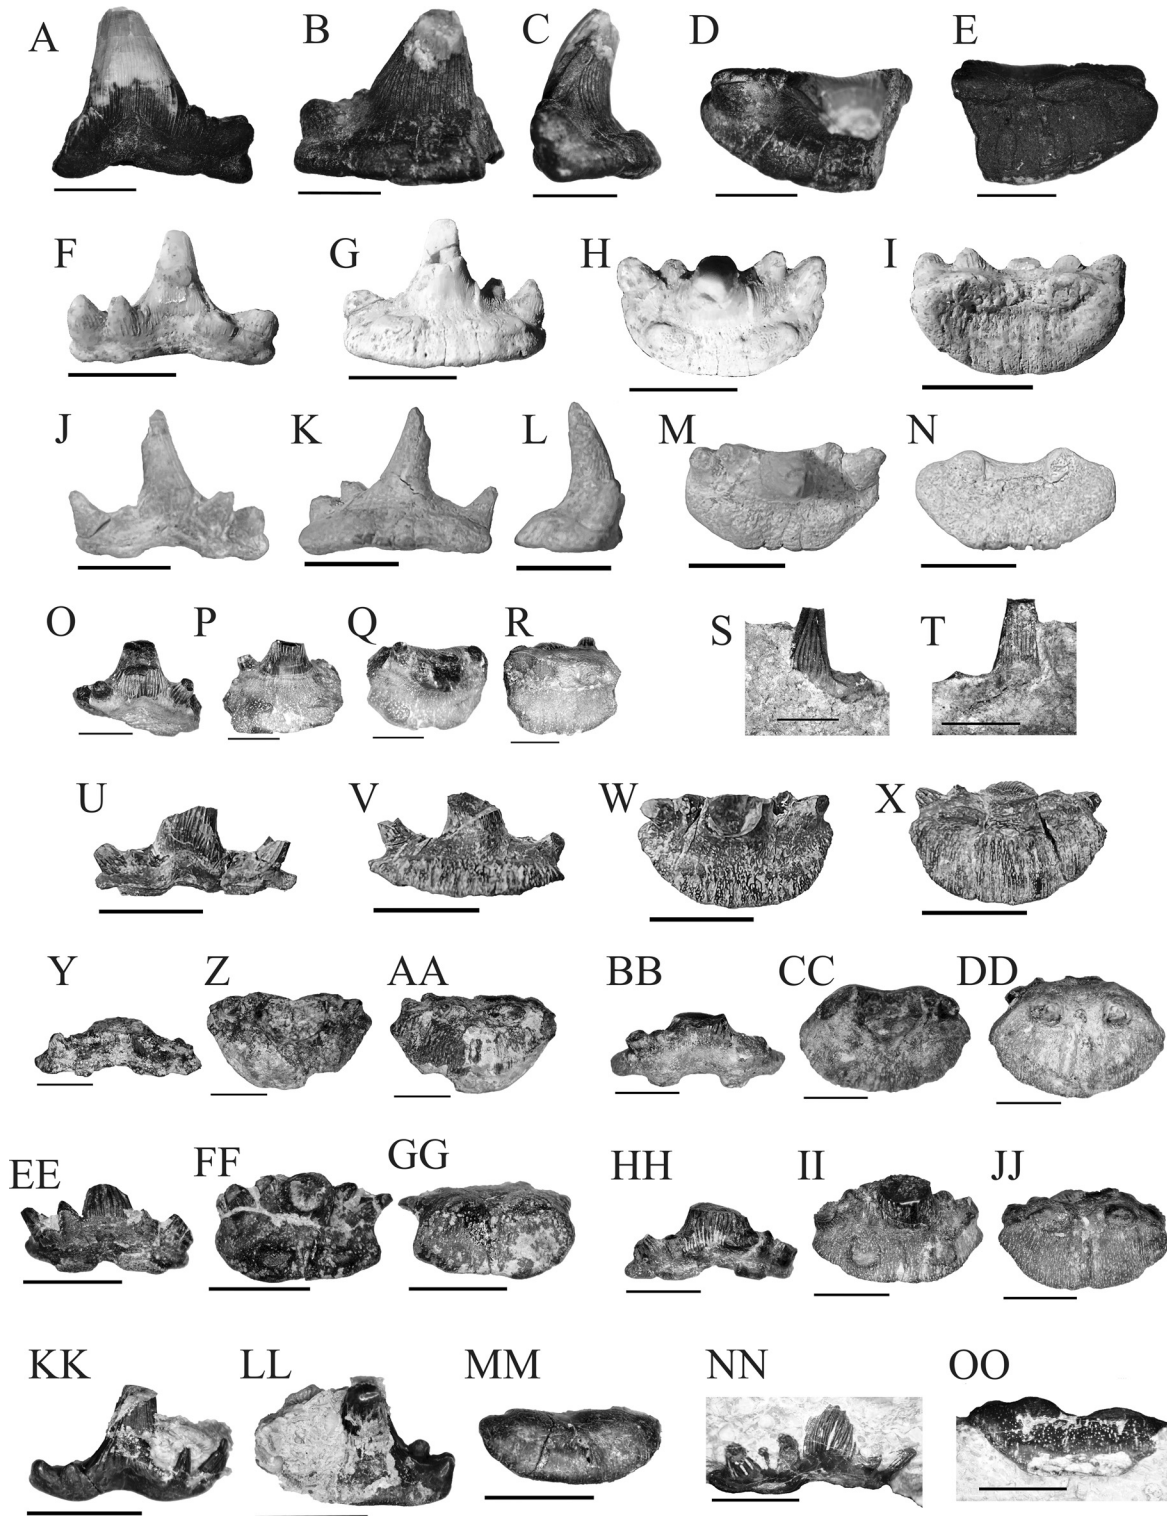 A B C D E
F G H I
J K L M N
O P Q R S T
U V W X
Y Z AA BB CC DD
EE FF GG HH II JJ
KK LL MM NN OO